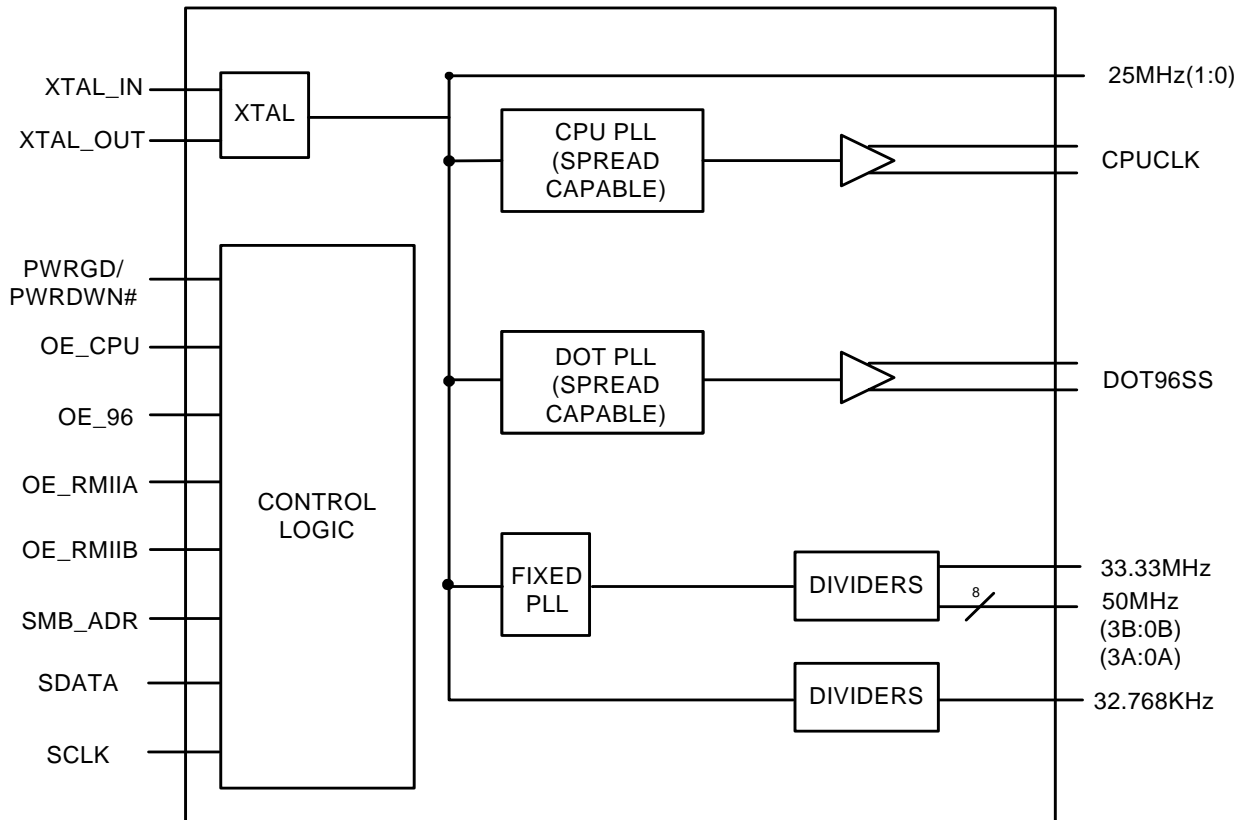 XTAL_IN
XTAL_OUT
XTAL
25MHz(1:0)
CPU PLL
(SPREAD
CAPABLE)
CPUCLK
PWRGD/
PWRDWN#
OE_CPU
OE_96
OE_RMIIA
OE_RMIIB
SMB_ADR
SDATA
SCLK
CONTROL
LOGIC
DOT PLL
(SPREAD
CAPABLE)
DOT96SS
FIXED
PLL
DIVIDERS
8
33.33MHz
50MHz
(3B:0B)
(3A:0A)
DIVIDERS
32.768KHz